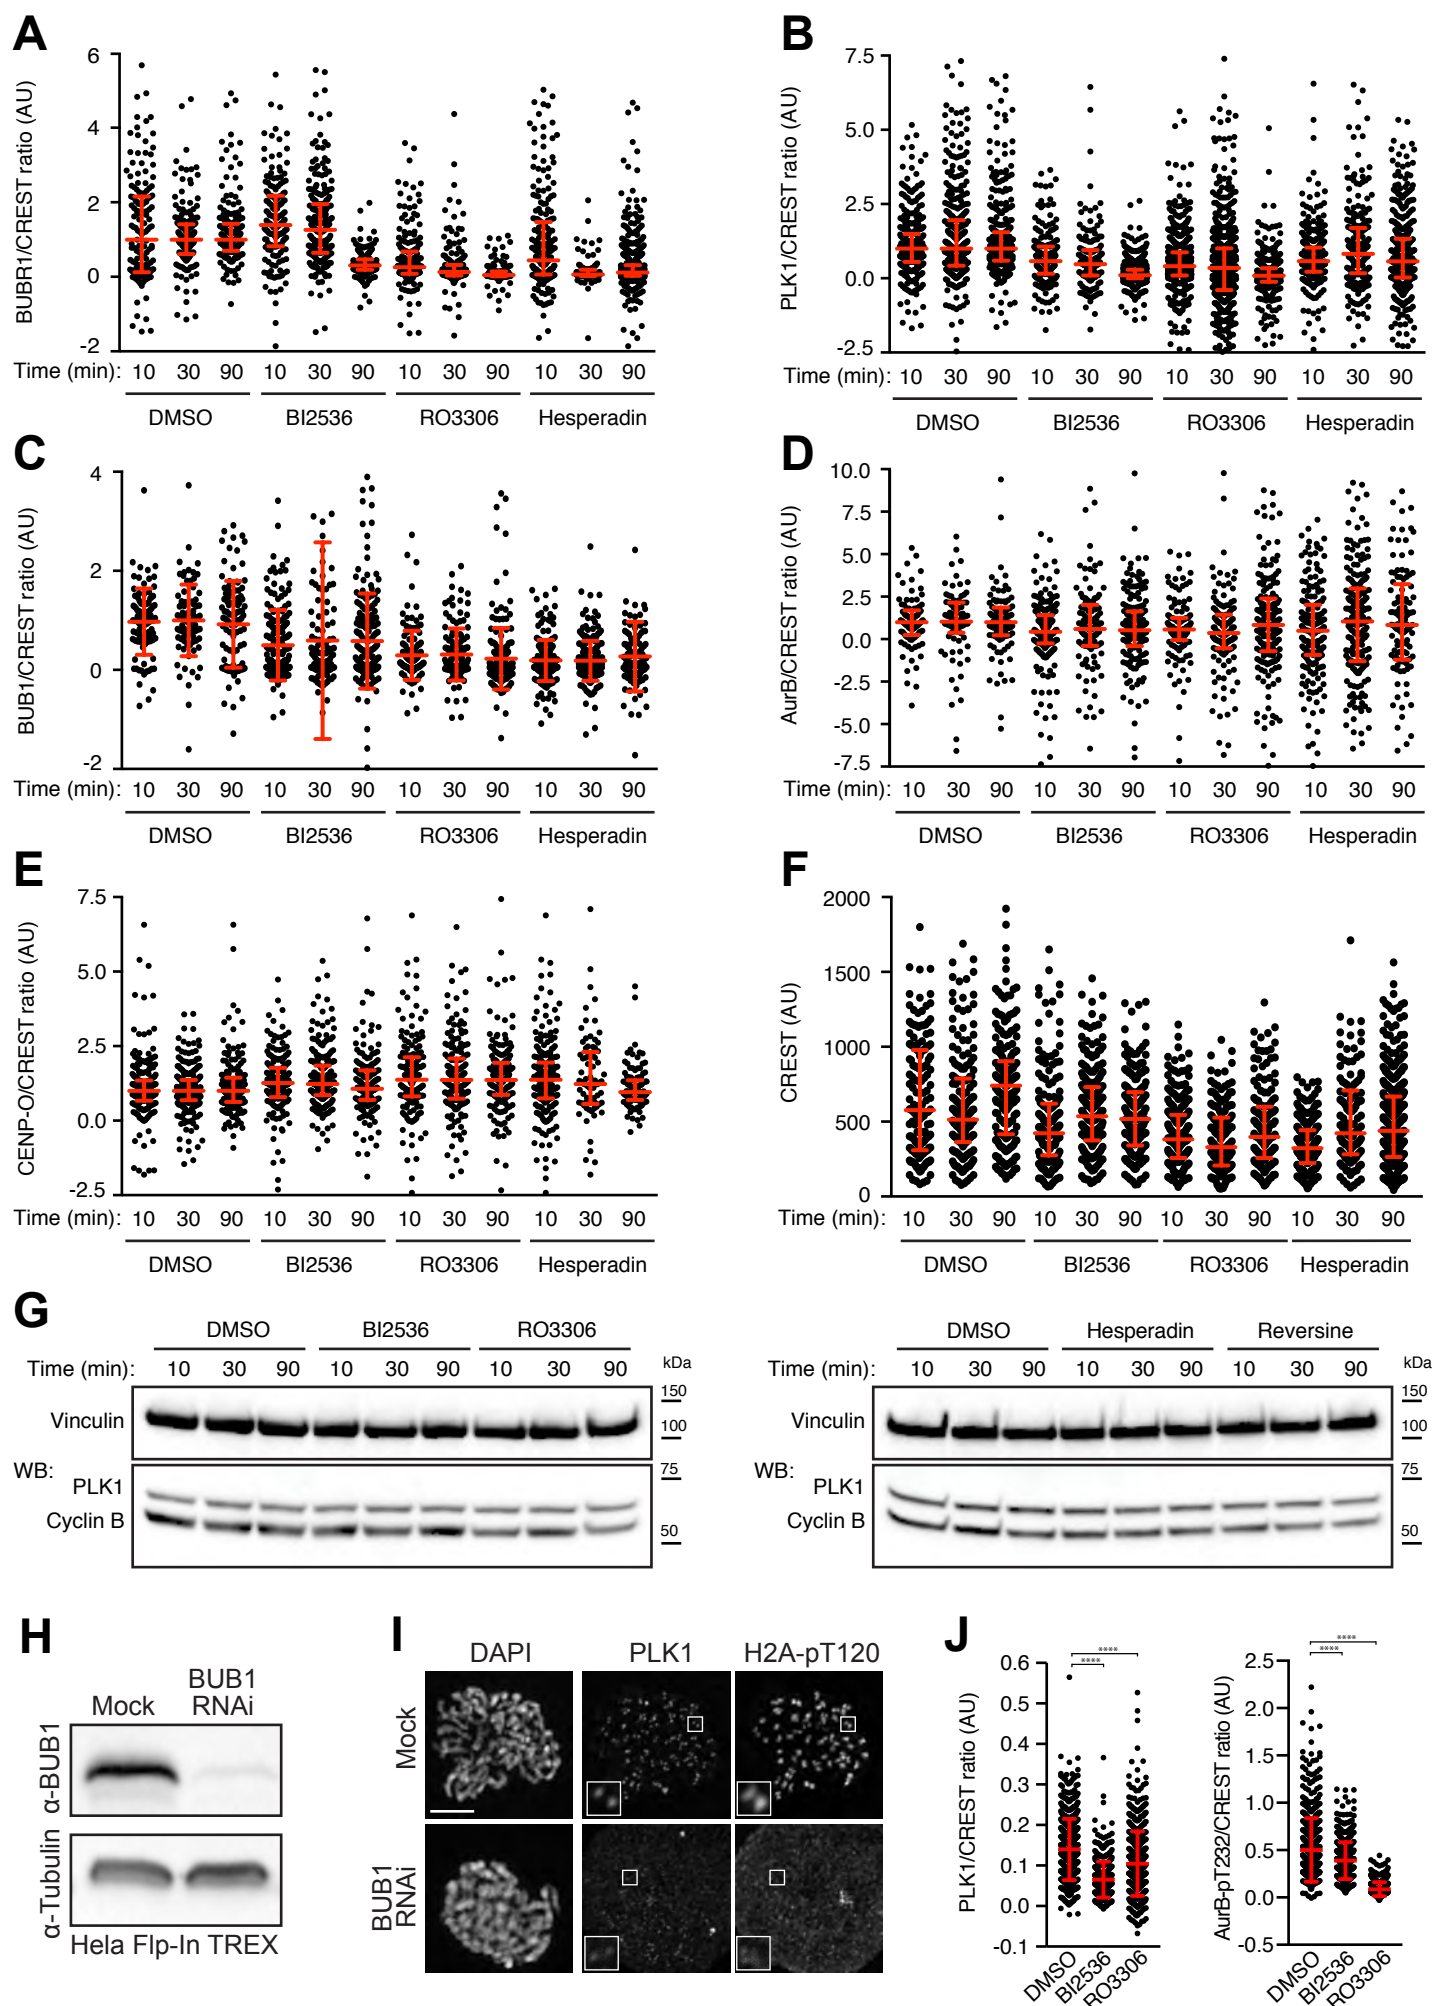 A
BUBR1/CREST ratio (AU)
6
4
2
0
-2
Time (min): 10 30 90 10 30 90 10 30 90 10 30 90
DMSO BI2536 RO3306 Hesperadin
B
PLK1/CREST ratio (AU)
7.5
5.0
2.5
0.0
-2.5
Time (min): 10 30 90 10 30 90 10 30 90 10 30 90
DMSO BI2536 RO3306 Hesperadin
C
BUB1/CREST ratio (AU)
4
2
0
-2
Time (min): 10 30 90 10 30 90 10 30 90 10 30 90
DMSO BI2536 RO3306 Hesperadin
D
AurB/CREST ratio (AU)
10.0
7.5
5.0
2.5
0.0
-2.5
-5.0
-7.5
Time (min): 10 30 90 10 30 90 10 30 90 10 30 90
DMSO BI2536 RO3306 Hesperadin
E
CENP-O/CREST ratio (AU)
7.5
5.0
2.5
0.0
-2.5
Time (min): 10 30 90 10 30 90 10 30 90 10 30 90
DMSO BI2536 RO3306 Hesperadin
F
CREST (AU)
2000
1500
1000
500
0
Time (min): 10 30 90 10 30 90 10 30 90 10 30 90
DMSO BI2536 RO3306 Hesperadin
G
DMSO BI2536 RO3306
Time (min): 10 30 90 10 30 90 10 30 90 kDa
150
Vinculin 100
WB: 75
PLK1
Cyclin B 50
DMSO Hesperadin Reversine
Time (min): 10 30 90 10 30 90 10 30 90 kDa
150
Vinculin 100
WB: 75
PLK1
Cyclin B 50
H
Mock BUB1
RNAi
α-BUB1
α-Tubulin
Hela Flp-In TREX
I
DAPI PLK1 H2A-pT120
Mock
BUB1
RNAi
J
PLK1/CREST ratio (AU)
****
****
0.6
0.5
0.4
0.3
0.2
0.1
0.0
-0.1
DMSO BI2536 RO3306
AurB-pT232/CREST ratio (AU)
****
****
2.5
2.0
1.5
1.0
0.5
0.0
-0.5
DMSO BI2536 RO3306